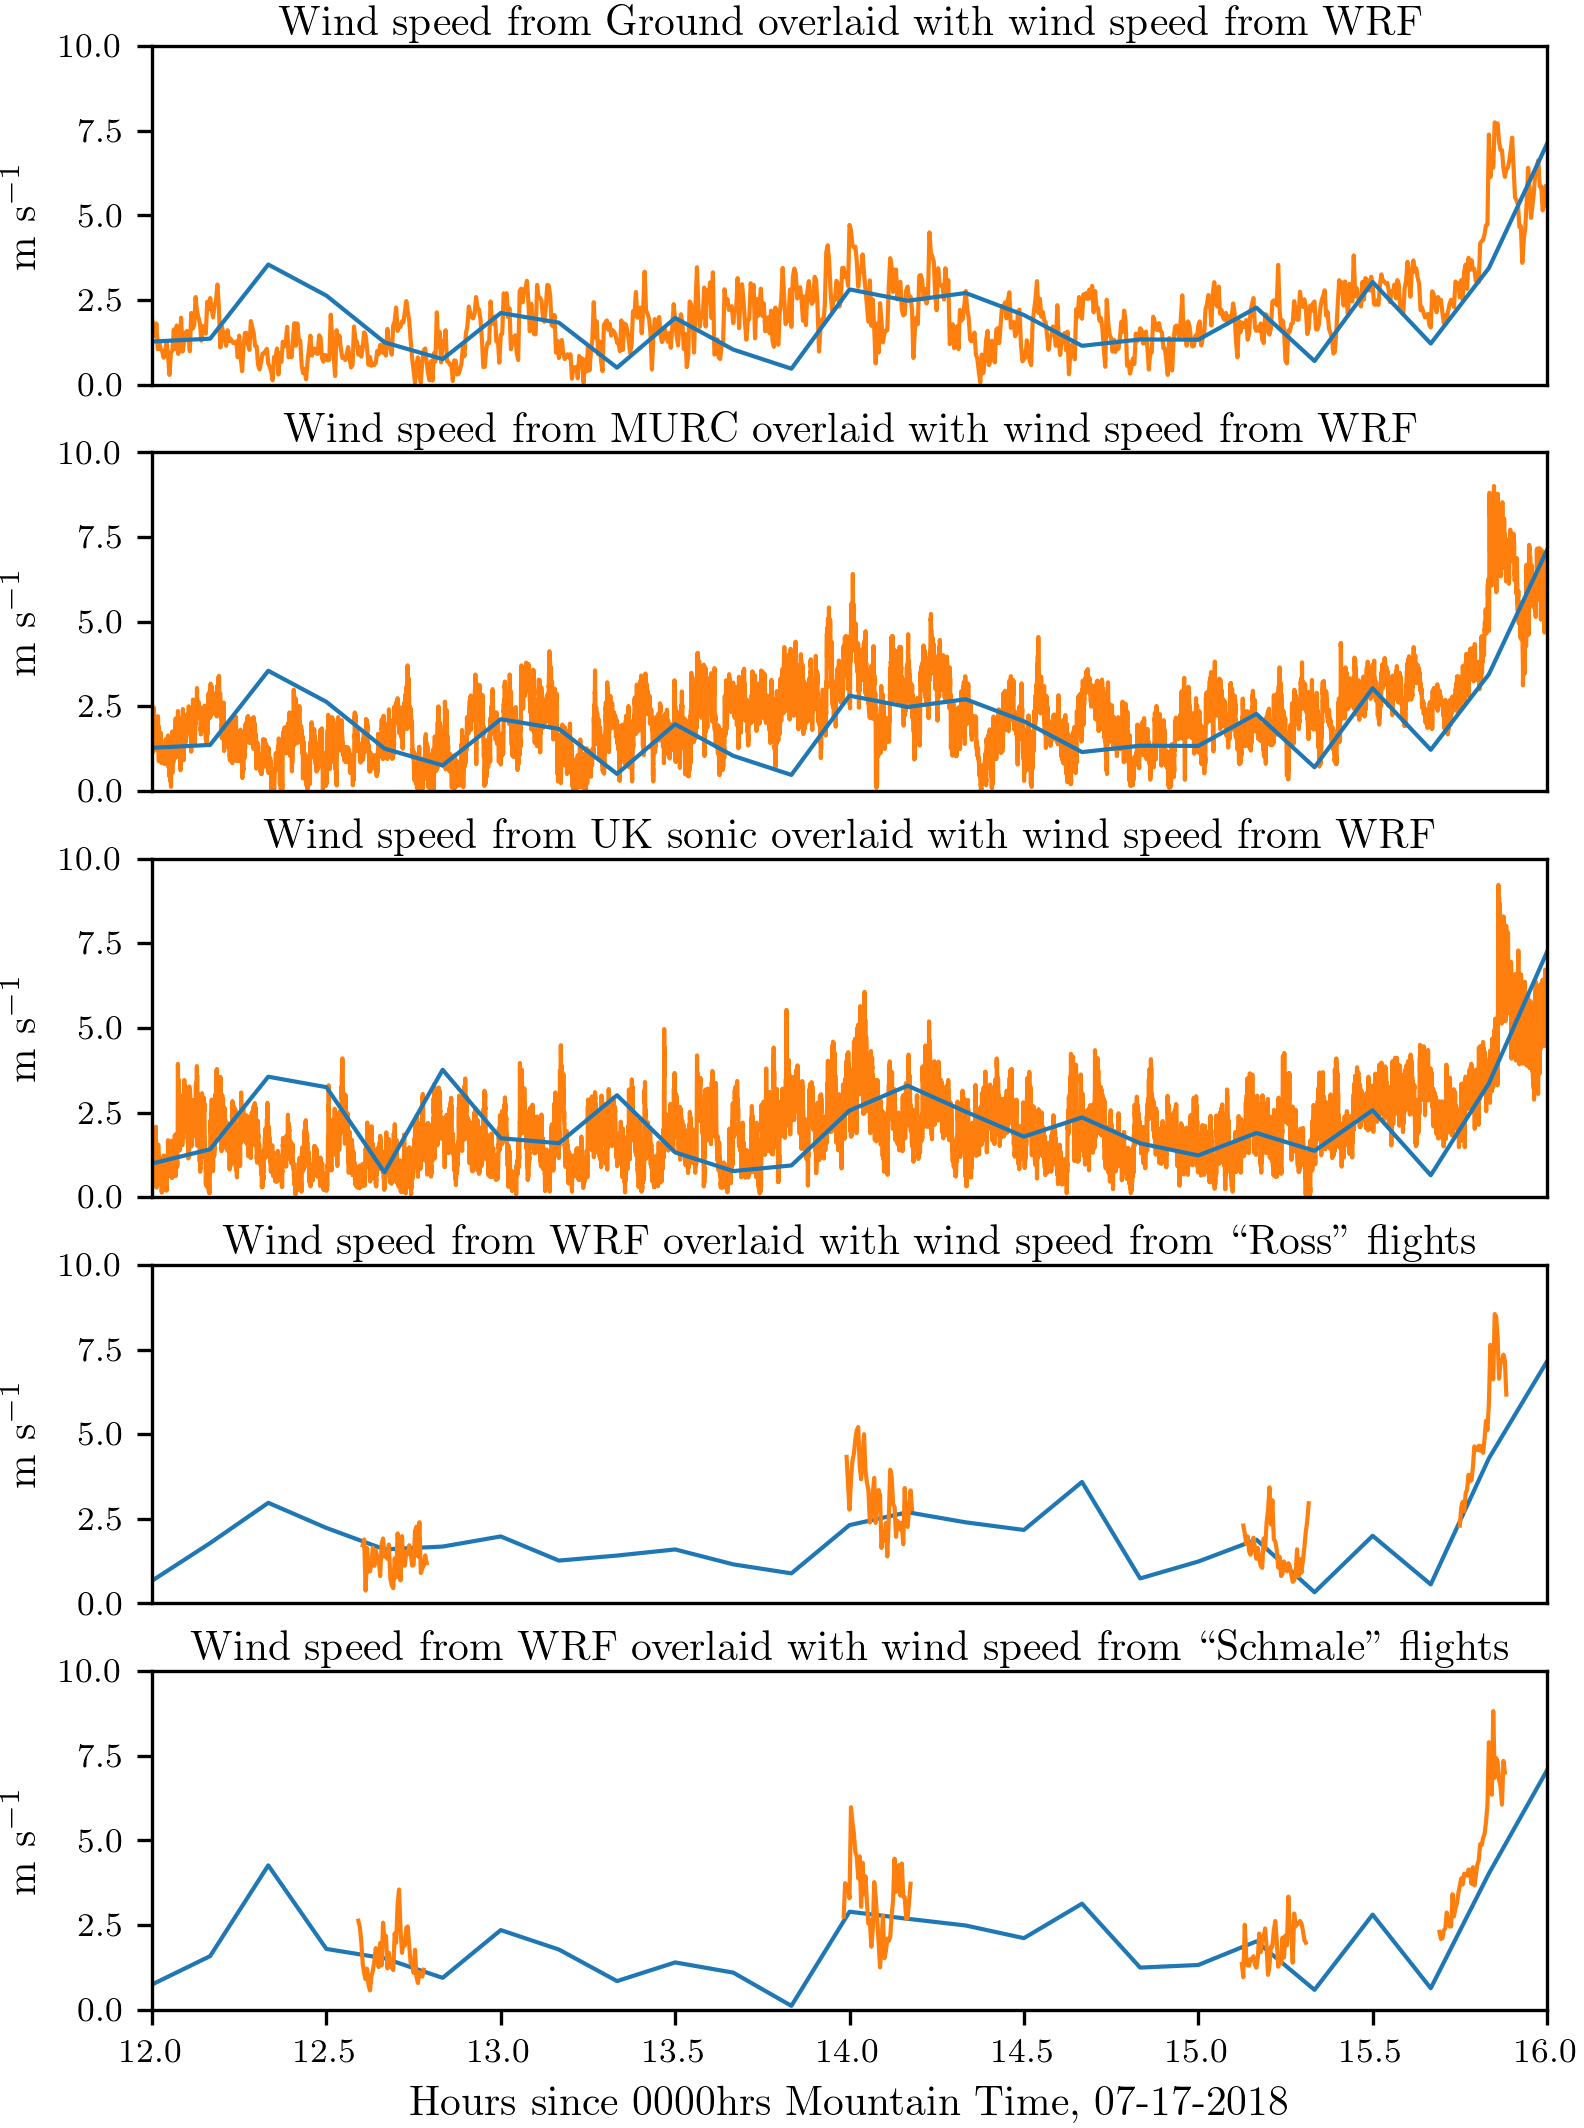 Wind speed from Ground overlaid with wind speed from WRF
10.0
7.5
5.0
2.5
0.0
m s⁻¹
Wind speed from MURC overlaid with wind speed from WRF
10.0
7.5
5.0
2.5
0.0
m s⁻¹
Wind speed from UK sonic overlaid with wind speed from WRF
10.0
7.5
5.0
2.5
0.0
m s⁻¹
Wind speed from WRF overlaid with wind speed from “Ross” flights
10.0
7.5
5.0
2.5
0.0
m s⁻¹
Wind speed from WRF overlaid with wind speed from “Schmale” flights
10.0
7.5
5.0
2.5
0.0
m s⁻¹
12.0 12.5 13.0 13.5 14.0 14.5 15.0 15.5 16.0
Hours since 0000hrs Mountain Time, 07-17-2018